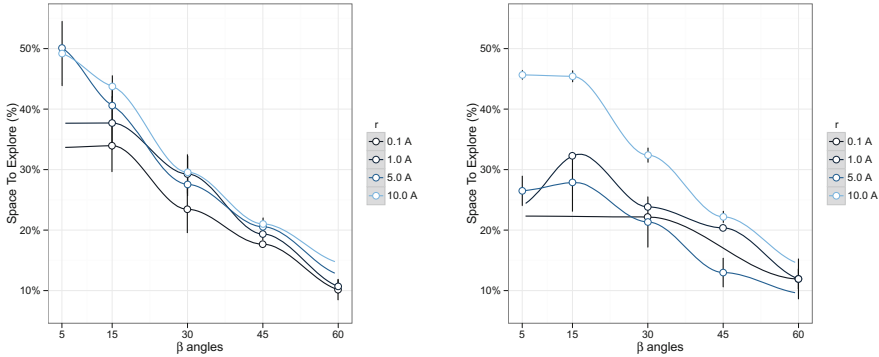 50%
40%
30%
20%
10%
Space To Explore (%)
5 15 30 45 60
β angles
r
0.1 A
1.0 A
5.0 A
10.0 A
50%
40%
30%
20%
10%
Space To Explore (%)
5 15 30 45 60
β angles
r
0.1 A
1.0 A
5.0 A
10.0 A